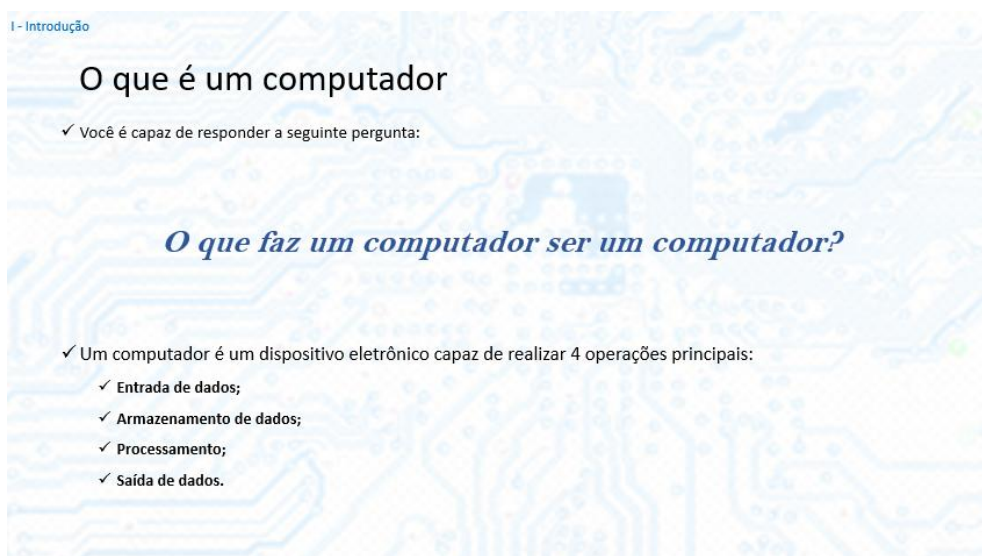 I - Introdução
O que é um computador
✓ Você é capaz de responder a seguinte pergunta:
O que faz um computador ser um computador?
✓ Um computador é um dispositivo eletrônico capaz de realizar 4 operações principais:
✓ Entrada de dados;
✓ Armazenamento de dados;
✓ Processamento;
✓ Saída de dados.